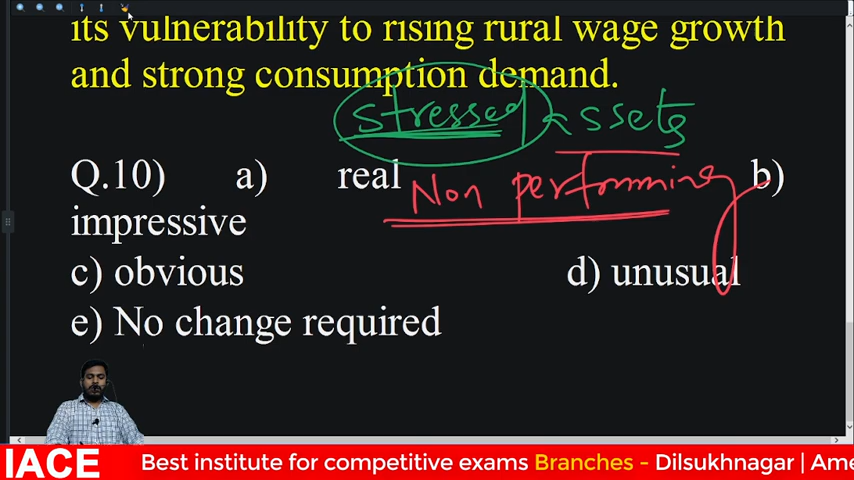 its vulnerability to rising rural wage growth
and strong consumption demand.
stressed assets
Q.10) a) real b)
Non performing
impressive
c) obvious d) unusual
e) No change required
IACE Best institute for competitive exams Branches - Dilsukhnagar | Ame